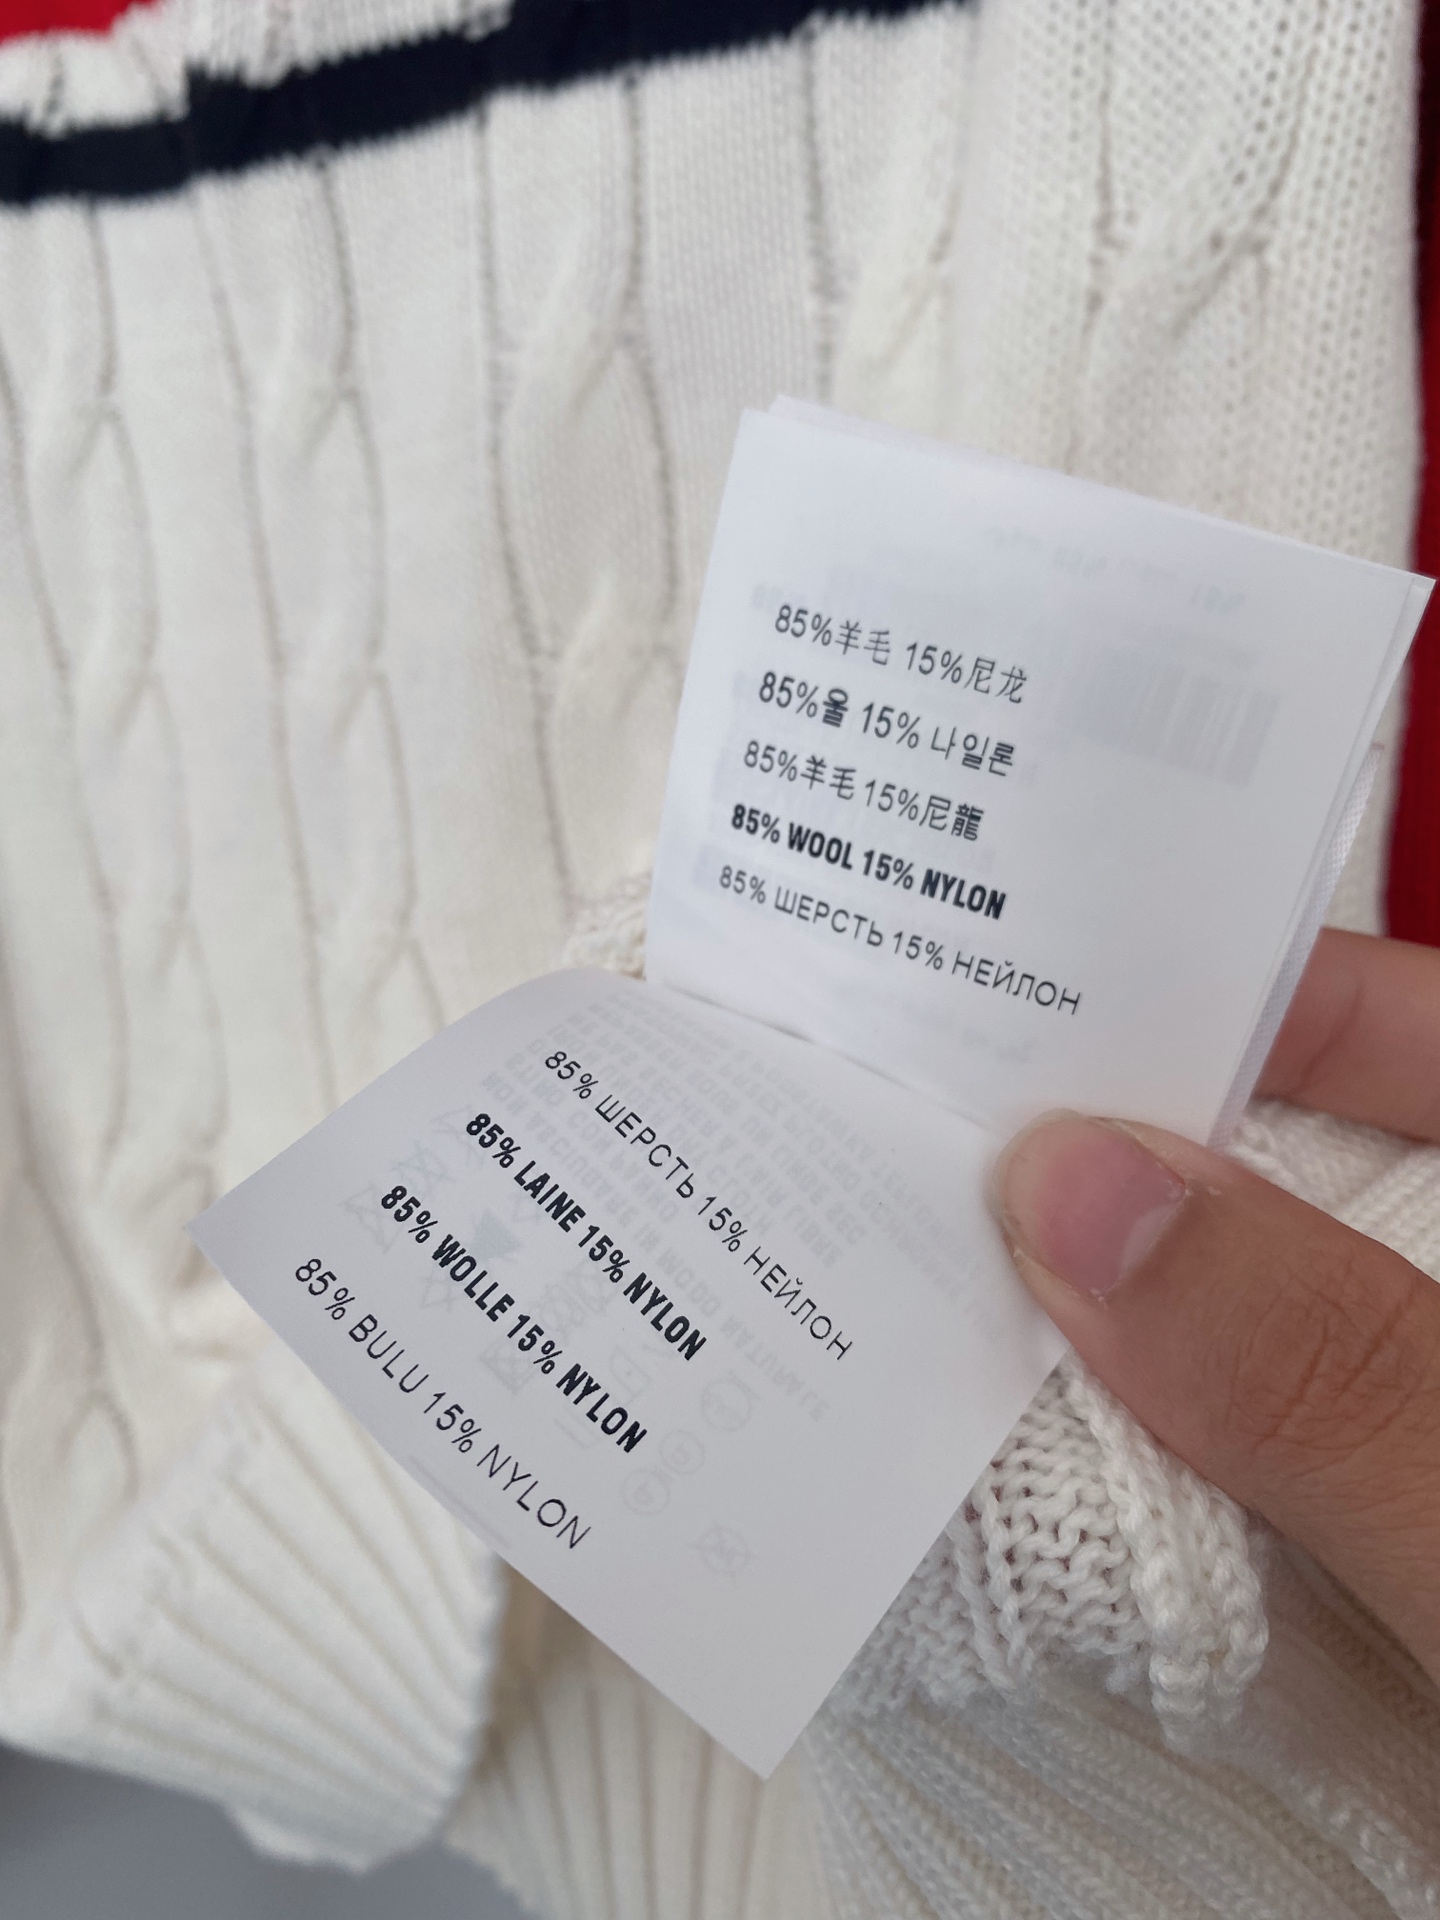 85%羊毛 15%尼龙
85%울 15% 나일론
85%羊毛 15%尼龍
85% WOOL 15% NYLON
85% ШЕРСТЬ 15% НЕЙЛОН
85% ШЕРСТЬ 15% НЕЙЛОН
85% LAINE 15% NYLON
85% WOLLE 15% NYLON
85% BULU 15% NYLON